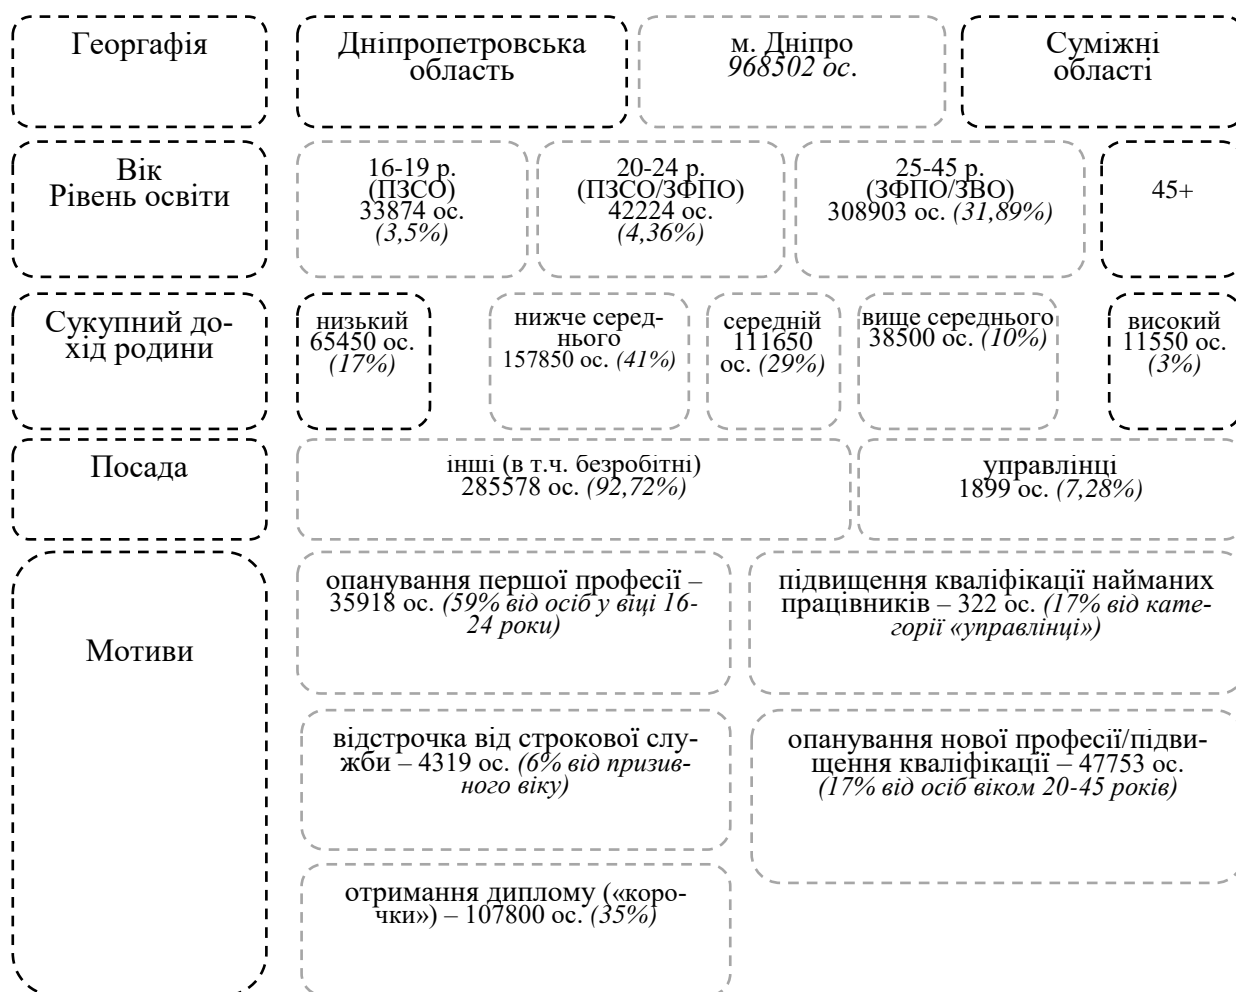 Георгафія
Дніпропетровська
область
м. Дніпро
968502 ос.
Суміжні
області
Вік
Рівень освіти
16-19 р.
(ПЗСО)
33874 ос.
(3,5%)
20-24 р.
(ПЗСО/ЗФПО)
42224 ос.
(4,36%)
25-45 р.
(ЗФПО/ЗВО)
308903 ос. (31,89%)
45+
Сукупний до-
хід родини
низький
65450 ос.
(17%)
нижче серед-
нього
157850 ос. (41%)
середній
111650
ос. (29%)
вище середнього
38500 ос. (10%)
високий
11550 ос.
(3%)
Посада
інші (в т.ч. безробітні)
285578 ос. (92,72%)
управлінці
1899 ос. (7,28%)
Мотиви
опанування першої професії –
35918 ос. (59% від осіб у віці 16-
24 роки)
підвищення кваліфікації найманих
працівників – 322 ос. (17% від кате-
горії «управлінці»)
відстрочка від строкової слу-
жби – 4319 ос. (6% від призив-
ного віку)
опанування нової професії/підви-
щення кваліфікації – 47753 ос.
(17% від осіб віком 20-45 років)
отримання диплому («коро-
чки») – 107800 ос. (35%)